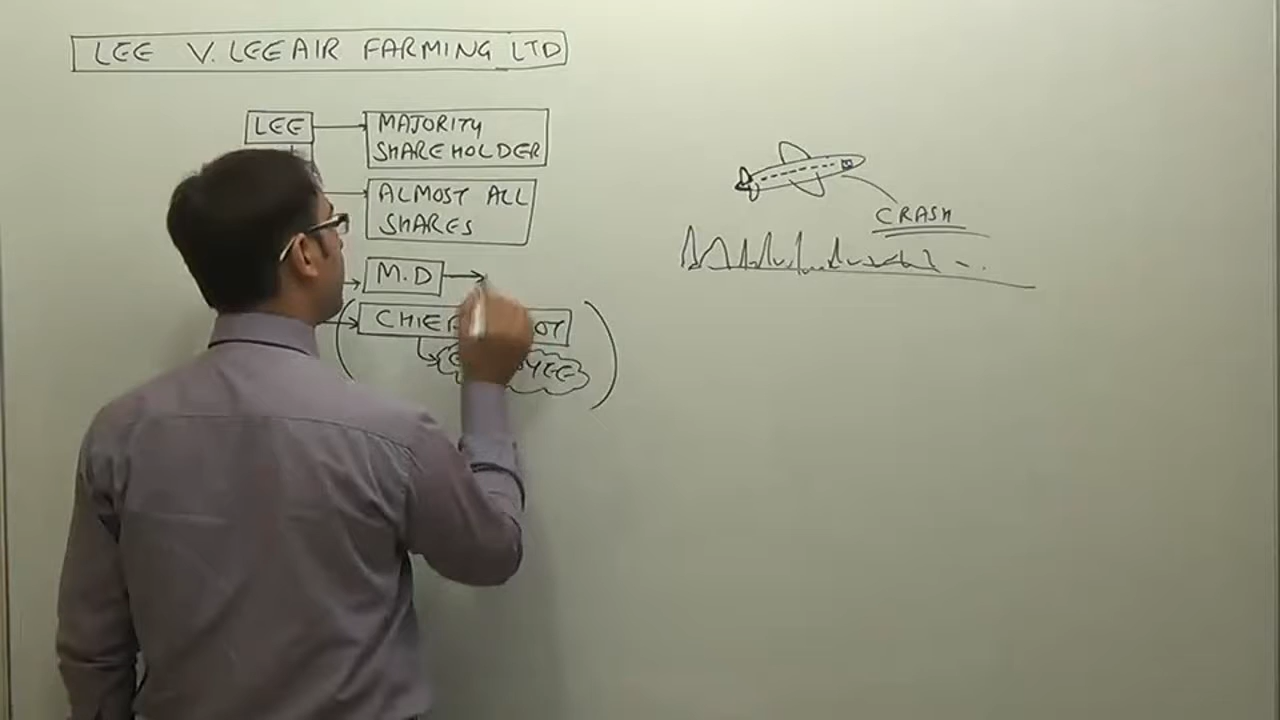 LEE V. LEE AIR FARMING LTD
LEE
MAJORITY
SHAREHOLDER
ALMOST ALL
SHARES
M.D
CRASH